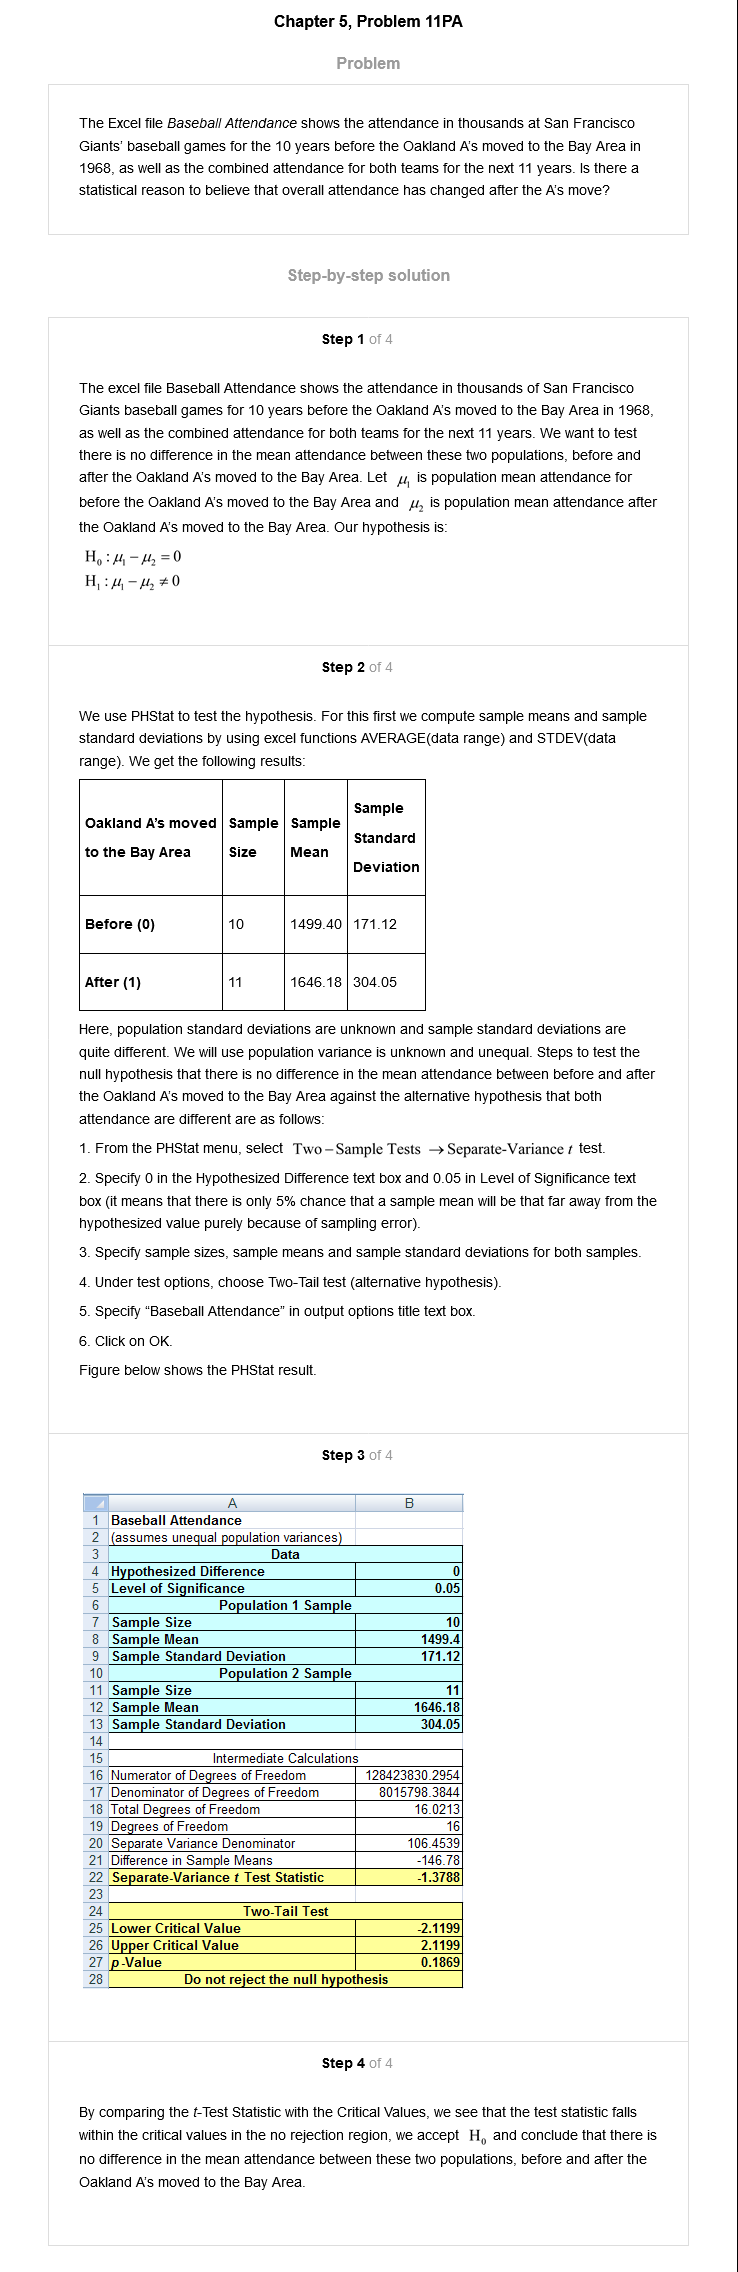 Chapter 5, Problem 11PA
Problem
The Excel file Baseball Attendance shows the attendance in thousands at San Francisco
Giants' baseball games for the 10 years before the Oakland A's moved to the Bay Area in
1968, as well as the combined attendance for both teams for the next 11 years. Is there a
statistical reason to believe that overall attendance has changed after the A's move?
Step-by-step solution
Step 1 of 4
The excel file Baseball Attendance shows the attendance in thousands of San Francisco
Giants baseball games for 10 years before the Oakland A's moved to the Bay Area in 1968,
as well as the combined attendance for both teams for the next 11 years. We want to test
there is no difference in the mean attendance between these two populations, before and
after the Oakland A's moved to the Bay Area. Let μ₁ is population mean attendance for
before the Oakland A's moved to the Bay Area and μ₂ is population mean attendance after
the Oakland A's moved to the Bay Area. Our hypothesis is:
H₀ : μ₁ − μ₂ = 0
H₁ : μ₁ − μ₂ ≠ 0
Step 2 of 4
We use PHStat to test the hypothesis. For this first we compute sample means and sample
standard deviations by using excel functions AVERAGE(data range) and STDEV(data
range). We get the following results:
Oakland A's moved to the Bay Area Sample Size Sample Mean Sample Standard Deviation
Before (0) 10 1499.40 171.12
After (1) 11 1646.18 304.05
Here, population standard deviations are unknown and sample standard deviations are
quite different. We will use population variance is unknown and unequal. Steps to test the
null hypothesis that there is no difference in the mean attendance between before and after
the Oakland A's moved to the Bay Area against the alternative hypothesis that both
attendance are different are as follows:
1. From the PHStat menu, select Two − Sample Tests → Separate-Variance t test.
2. Specify 0 in the Hypothesized Difference text box and 0.05 in Level of Significance text
box (it means that there is only 5% chance that a sample mean will be that far away from the
hypothesized value purely because of sampling error).
3. Specify sample sizes, sample means and sample standard deviations for both samples.
4. Under test options, choose Two-Tail test (alternative hypothesis).
5. Specify “Baseball Attendance” in output options title text box.
6. Click on OK.
Figure below shows the PHStat result.
Step 3 of 4
A B
1 Baseball Attendance
2 (assumes unequal population variances)
3 Data
4 Hypothesized Difference 0
5 Level of Significance 0.05
6 Population 1 Sample
7 Sample Size 10
8 Sample Mean 1499.4
9 Sample Standard Deviation 171.12
10 Population 2 Sample
11 Sample Size 11
12 Sample Mean 1646.18
13 Sample Standard Deviation 304.05
14
15 Intermediate Calculations
16 Numerator of Degrees of Freedom 128423830.2954
17 Denominator of Degrees of Freedom 8015798.3844
18 Total Degrees of Freedom 16.0213
19 Degrees of Freedom 16
20 Separate Variance Denominator 106.4539
21 Difference in Sample Means -146.78
22 Separate-Variance t Test Statistic -1.3788
23
24 Two-Tail Test
25 Lower Critical Value -2.1199
26 Upper Critical Value 2.1199
27 p-Value 0.1869
28 Do not reject the null hypothesis
Step 4 of 4
By comparing the t-Test Statistic with the Critical Values, we see that the test statistic falls
within the critical values in the no rejection region, we accept H₀ and conclude that there is
no difference in the mean attendance between these two populations, before and after the
Oakland A's moved to the Bay Area.